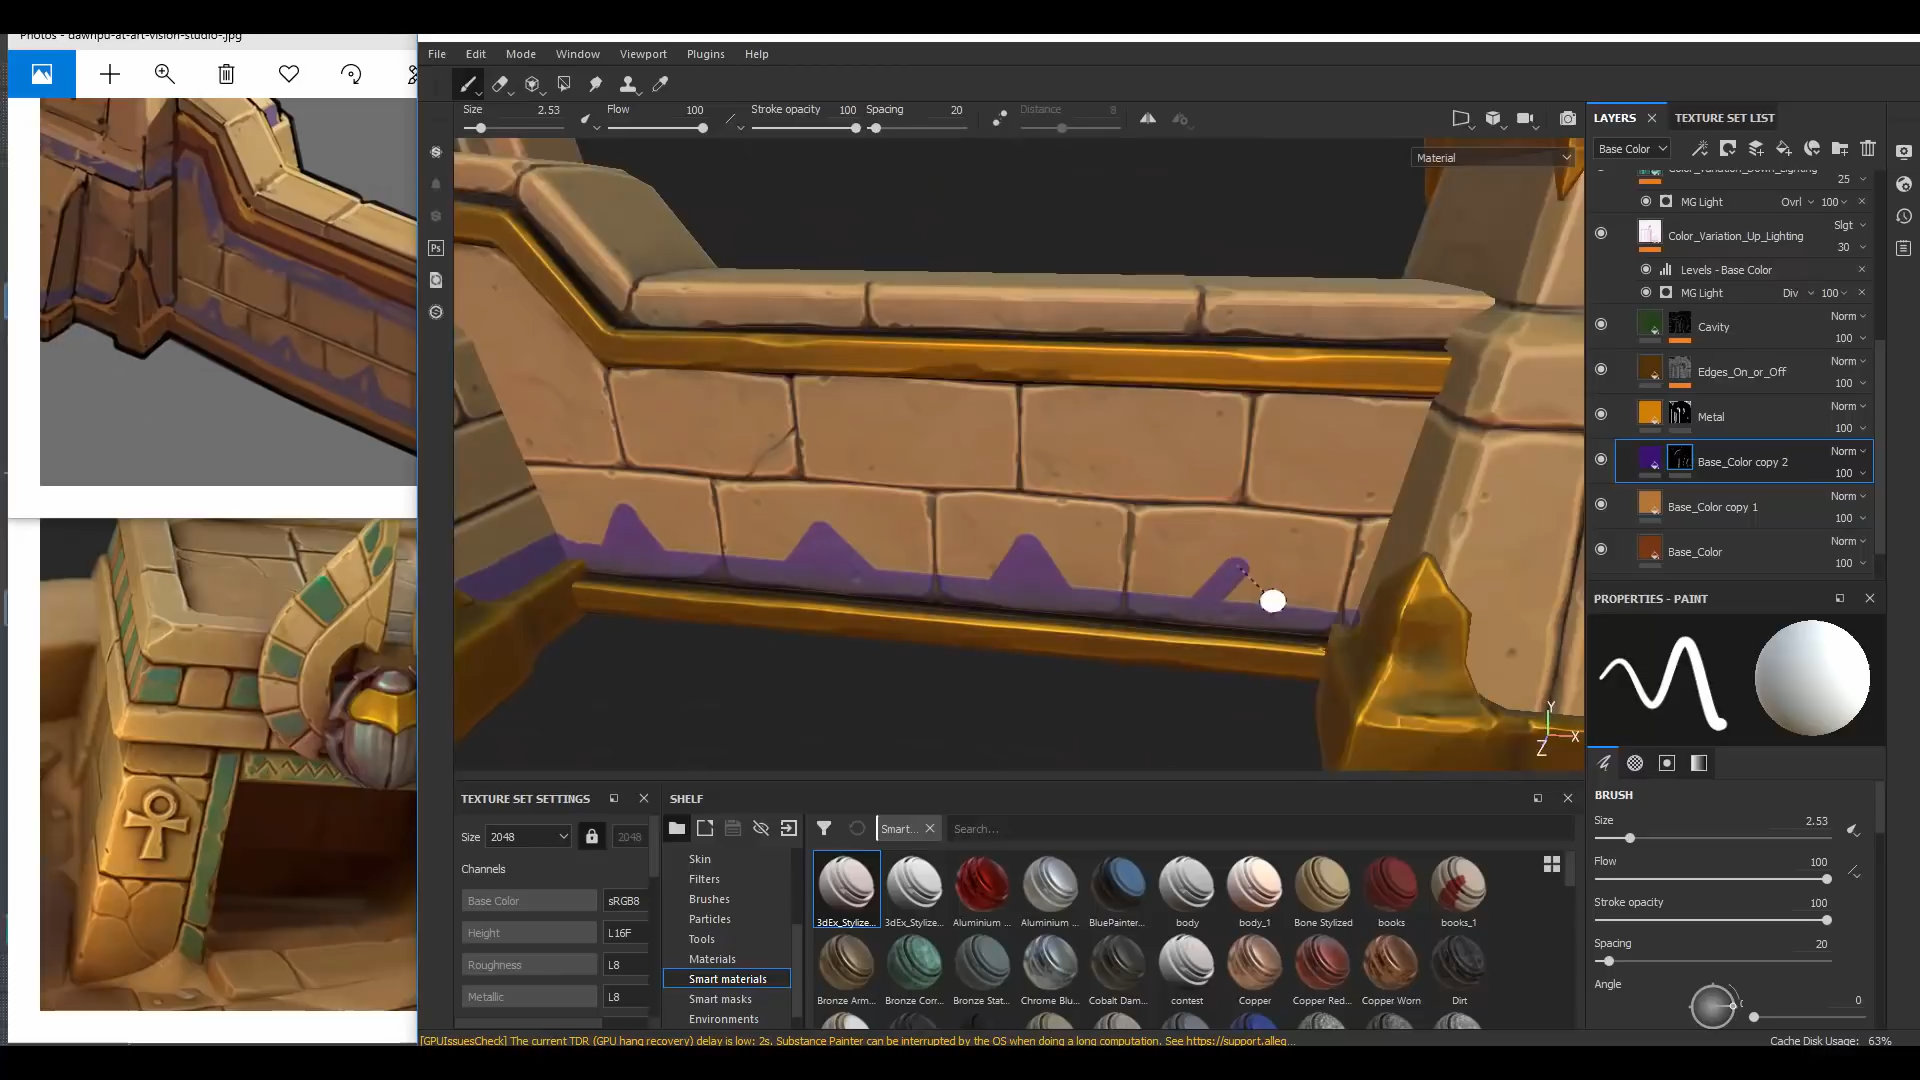 Photos - dawnpu-at-art-vision-studio-.jpg
File Edit Mode Window Viewport Plugins Help
Size 2.53 Flow 100 Stroke opacity 100 Spacing 20 Distance 8
Material
LAYERS TEXTURE SET LIST
Base Color
Color_Variation_Down_Lighting
25
MG Light Ovrl 100
Color_Variation_Up_Lighting Slgt
30
Levels - Base Color
MG Light Div 100
Cavity Norm
100
Edges_On_or_Off Norm
100
Metal Norm
100
Base_Color copy 2 Norm
100
Base_Color copy 1 Norm
100
Base_Color Norm
100
Ps
Y
X
Z
PROPERTIES - PAINT
BRUSH
Size 2.53
Flow 100
Stroke opacity 100
Spacing 20
Angle 0
TEXTURE SET SETTINGS
Size 2048 2048
Channels
Base Color sRGB8
Height L16F
Roughness L8
Metallic L8
SHELF
Smart... Search...
Skin
Filters
Brushes
Particles
Tools
Materials
Smart materials
Smart masks
Environments
3dEx_Stylize... 3dEx_Stylize... Aluminium ... Aluminium ... BluePainter... body body_1 Bone Stylized books books_1
Bronze Arm... Bronze Corr... Bronze Stat... Chrome Blu... Cobalt Dam... contest Copper Copper Red... Copper Worn Dirt
[GPUIssuesCheck] The current TDR (GPU hang recovery) delay is low: 2s. Substance Painter can be interrupted by the OS when doing a long computation. See https://support.alleg...
Cache Disk Usage: 63%